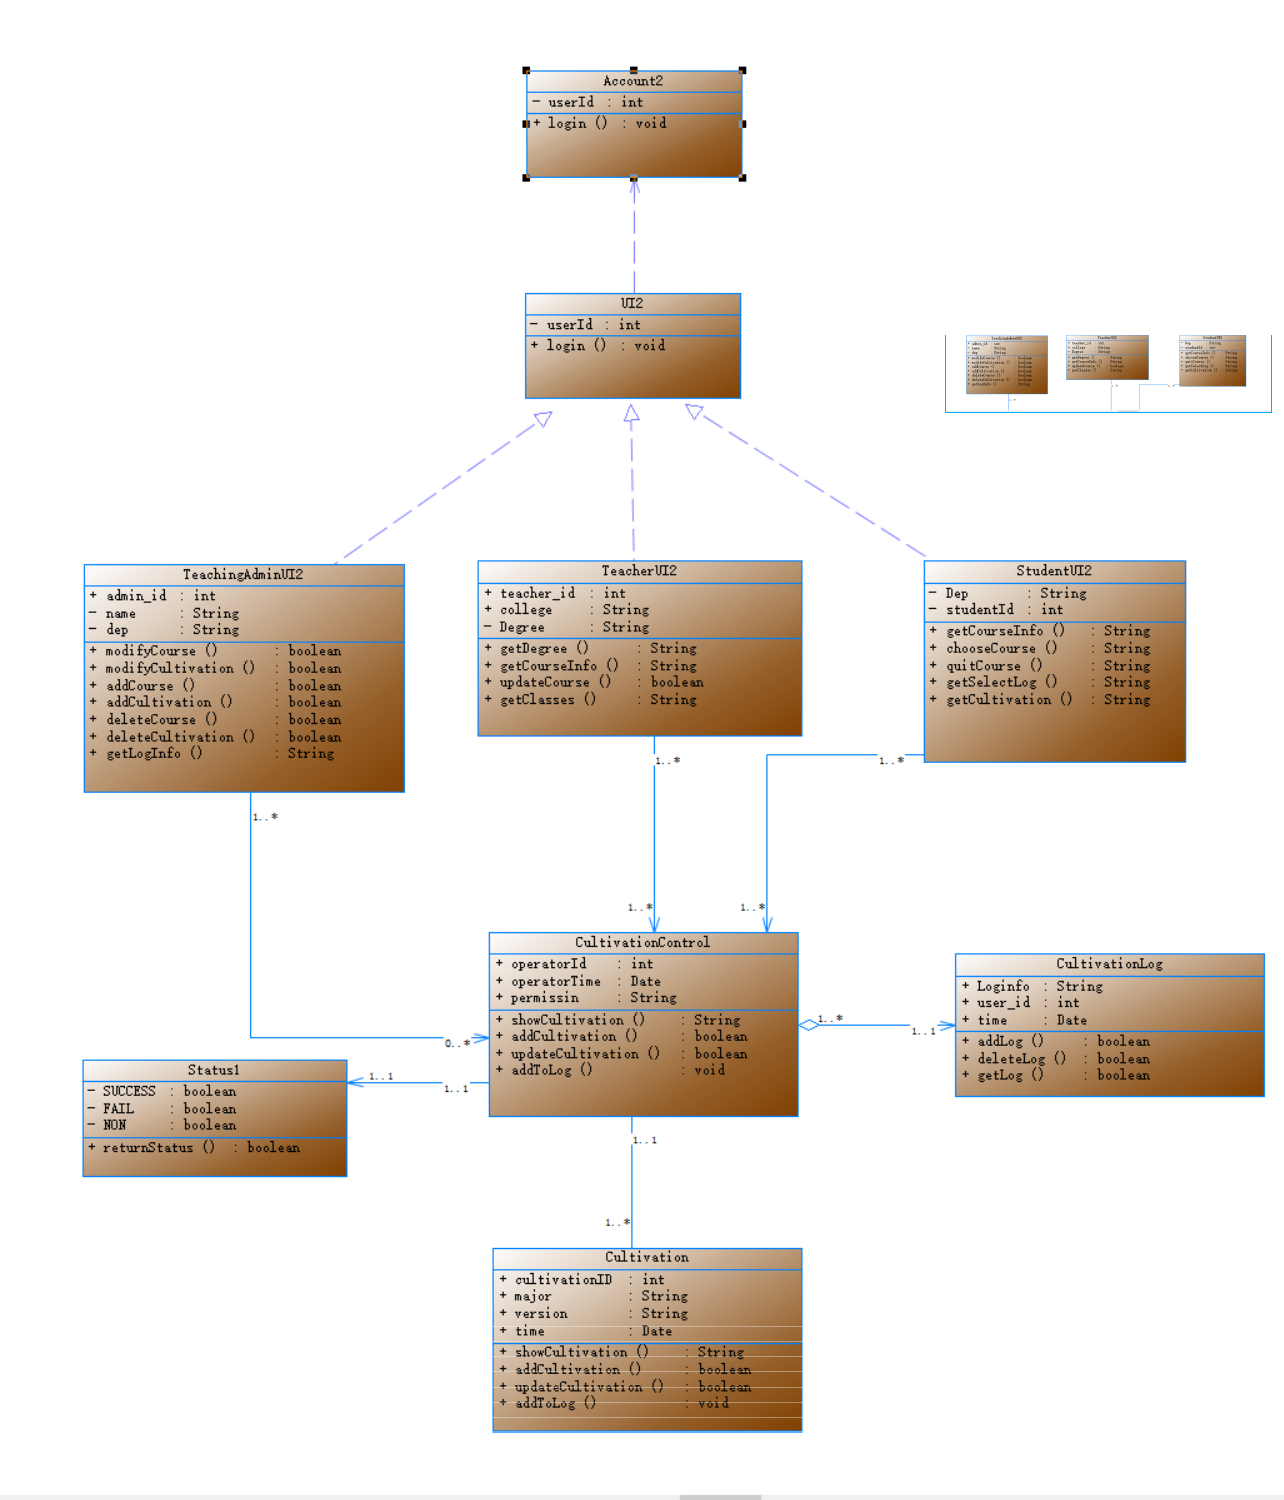 Account2
- userId : int
+ login () : void
UI2
- userId : int
+ login () : void
TeachingAdminUI2
+ admin_id : int
- name : String
- dep : String
+ modifyCourse () : boolean
+ modifyCultivation () : boolean
+ addCourse () : boolean
+ addCultivation () : boolean
+ deleteCourse () : boolean
+ deleteCultivation () : boolean
+ getLogInfo () : String
1..*
TeacherUI2
+ teacher_id : int
+ college : String
- Degree : String
+ getDegree () : String
+ getCourseInfo () : String
+ updateCourse () : boolean
+ getClasses () : String
1..*
1..*
StudentUI2
- Dep : String
- studentId : int
+ getCourseInfo () : String
+ chooseCourse () : String
+ quitCourse () : String
+ getSelectLog () : String
+ getCultivation () : String
1..*
1..*
CultivationControl
+ operatorId : int
+ operatorTime : Date
+ permissin : String
+ showCultivation () : String
+ addCultivation () : boolean
+ updateCultivation () : boolean
+ addToLog () : void
0..*
1..*
1..1
CultivationLog
+ Loginfo : String
+ user_id : int
+ time : Date
+ addLog () : boolean
+ deleteLog () : boolean
+ getLog () : boolean
Status1
- SUCCESS : boolean
- FAIL : boolean
- NON : boolean
+ returnStatus () : boolean
1..1
1..1
1..1
1..*
Cultivation
+ cultivationID : int
+ major : String
+ version : String
+ time : Date
+ showCultivation () : String
+ addCultivation () : boolean
+ updateCultivation () : boolean
+ addToLog () : void